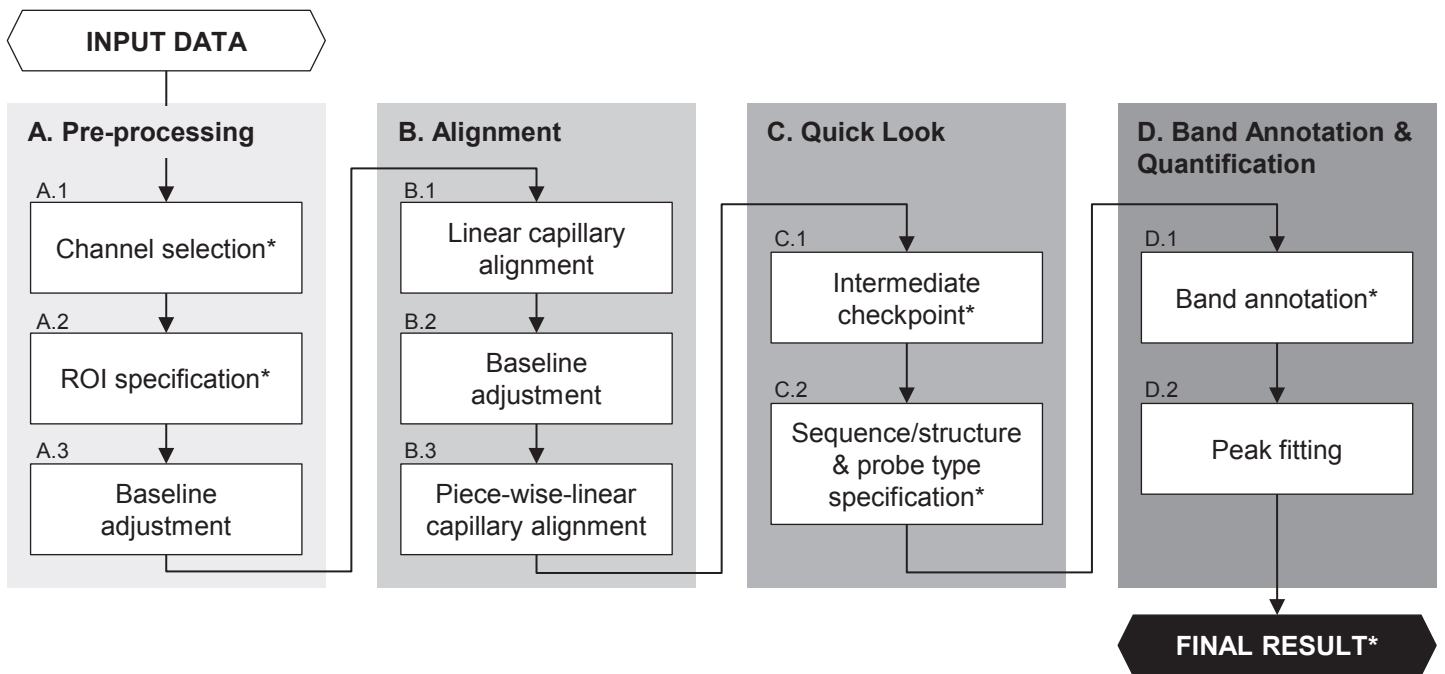 INPUT DATA
A. Pre-processing
A.1
Channel selection*
A.2
ROI specification*
A.3
Baseline
adjustment
B. Alignment
B.1
Linear capillary
alignment
B.2
Baseline
adjustment
B.3
Piece-wise-linear
capillary alignment
C. Quick Look
C.1
Intermediate
checkpoint*
C.2
Sequence/structure
& probe type
specification*
D. Band Annotation &
Quantification
D.1
Band annotation*
D.2
Peak fitting
FINAL RESULT*